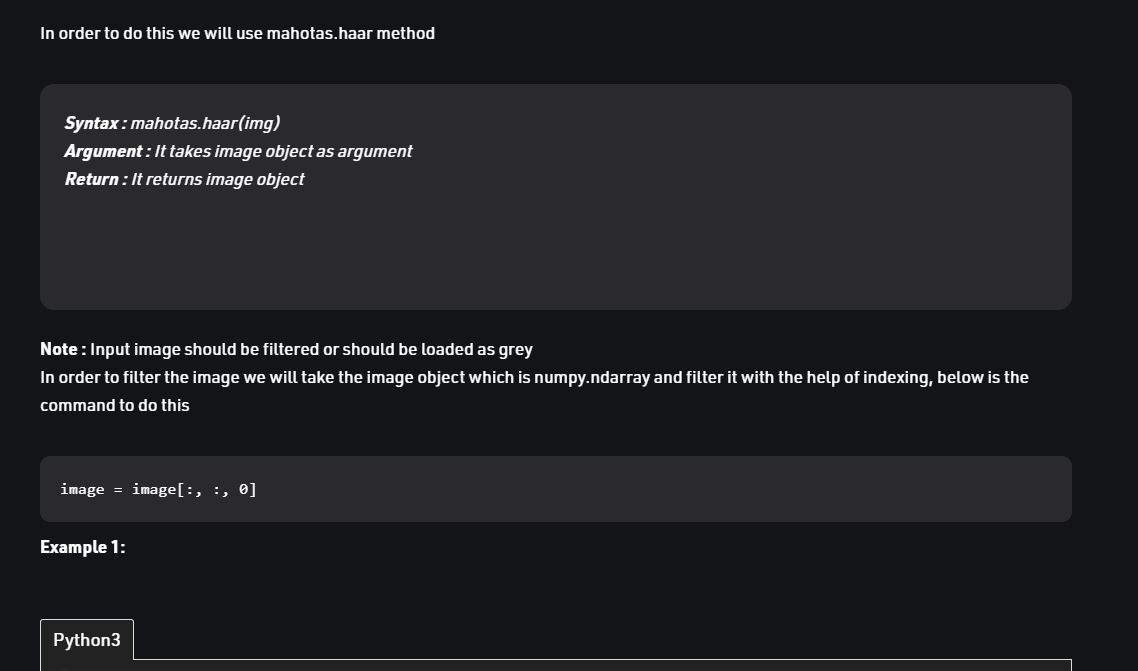 In order to do this we will use mahotas.haar method
Syntax : mahotas.haar(img)
Argument : It takes image object as argument
Return : It returns image object
Note : Input image should be filtered or should be loaded as grey
In order to filter the image we will take the image object which is numpy.ndarray and filter it with the help of indexing, below is the
command to do this
image = image[:, :, 0]
Example 1:
Python3